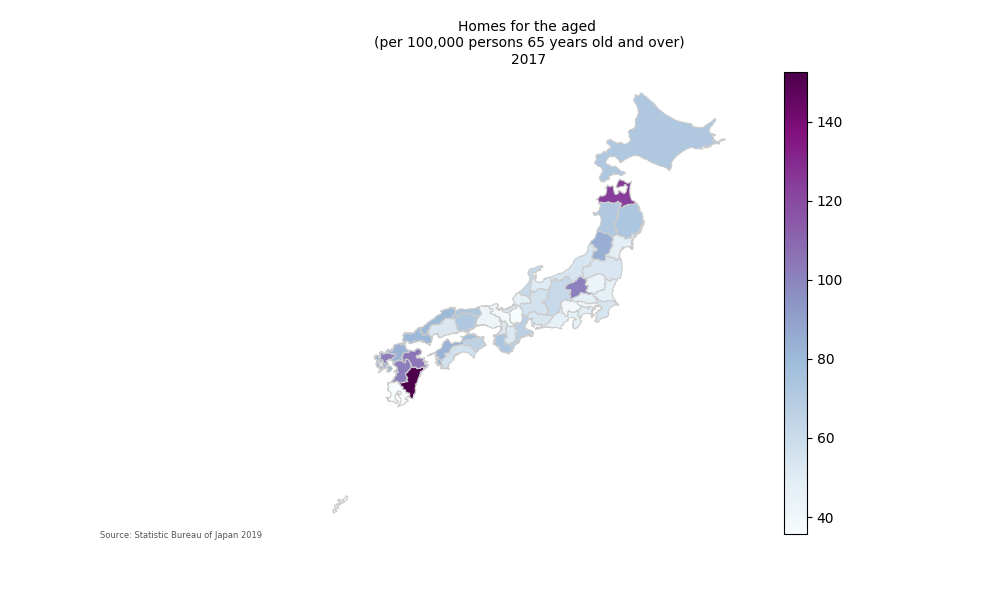 Homes for the aged
(per 100,000 persons 65 years old and over)
2017
140
120
100
80
60
40
Source: Statistic Bureau of Japan 2019